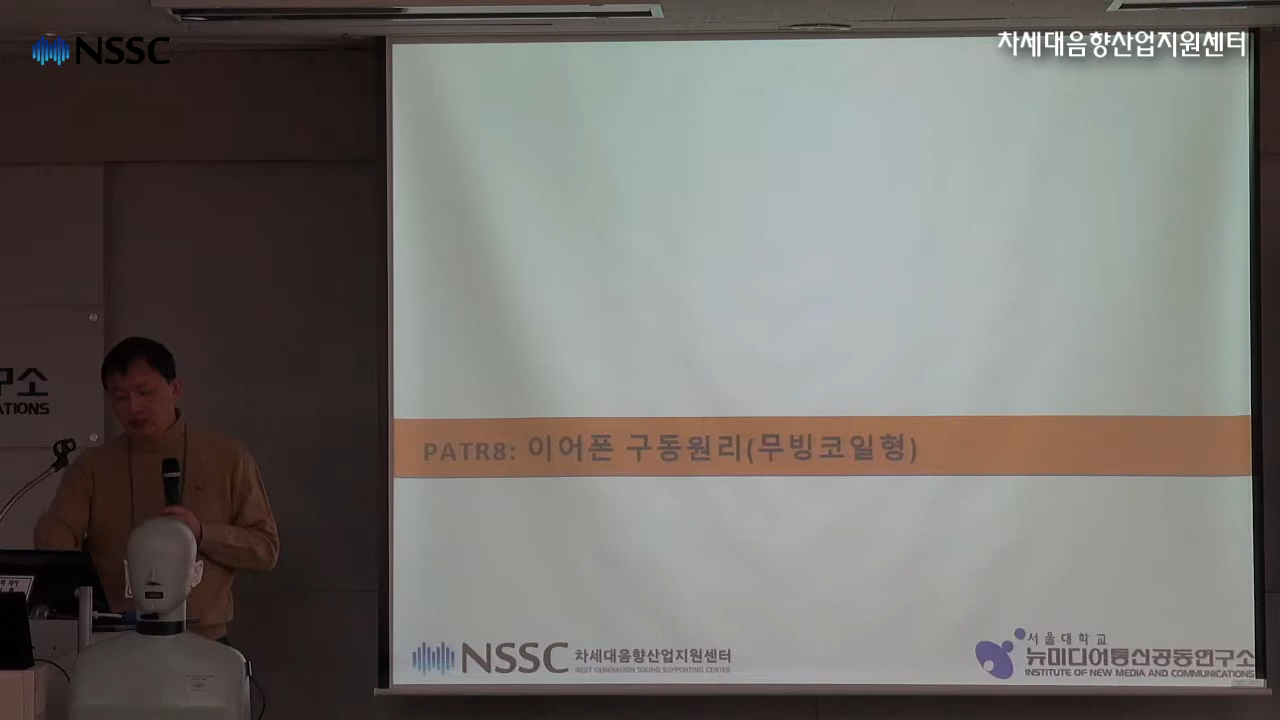 NSSC
차세대음향산업지원센터
구소
ATIONS
PATR8: 이어폰 구동원리(무빙코일형)
NSSC 차세대음향산업지원센터
NEXT GENERATION SOUND SUPPORTING CENTER
서울대학교
뉴미디어통신공동연구소
INSTITUTE OF NEW MEDIA AND COMMUNICATIONS